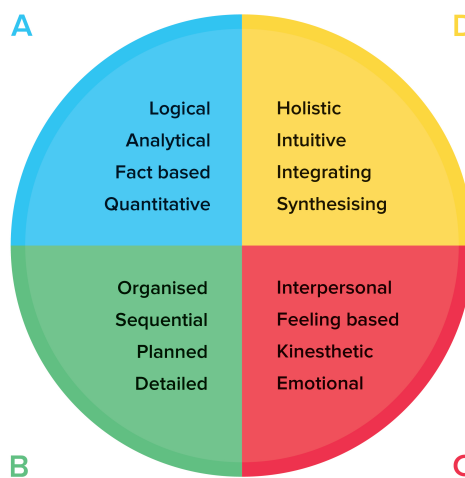 A
D
Logical
Analytical
Fact based
Quantitative
Holistic
Intuitive
Integrating
Synthesising
Organised
Sequential
Planned
Detailed
Interpersonal
Feeling based
Kinesthetic
Emotional
B
C